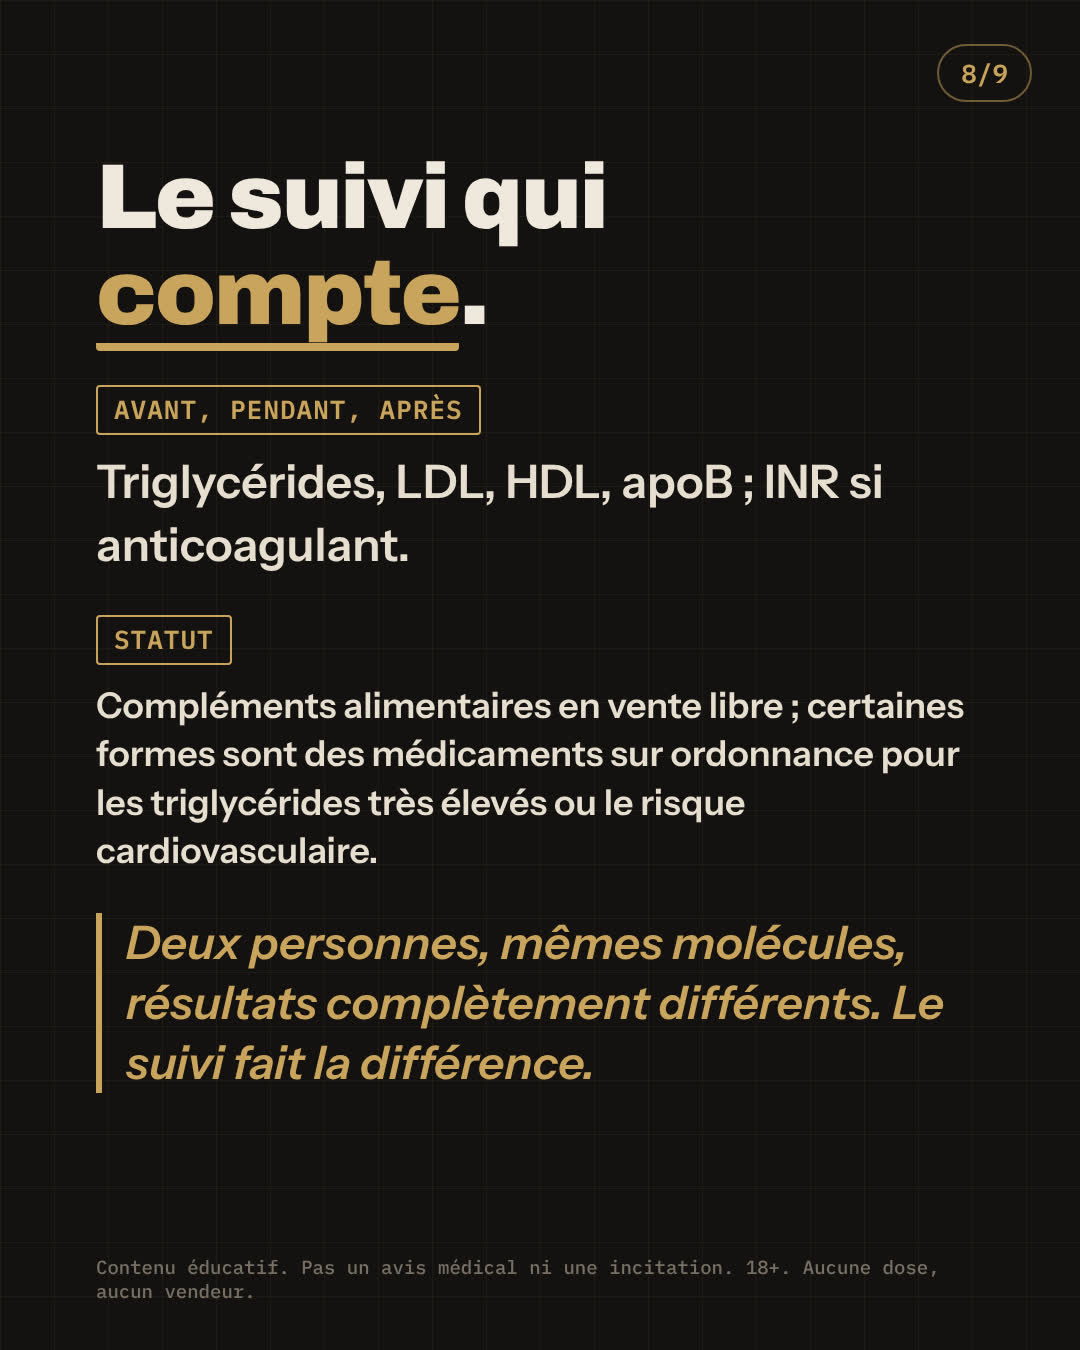 8/9
Le suivi qui
compte.
AVANT, PENDANT, APRÈS
Triglycérides, LDL, HDL, apoB ; INR si
anticoagulant.
STATUT
Compléments alimentaires en vente libre ; certaines
formes sont des médicaments sur ordonnance pour
les triglycérides très élevés ou le risque
cardiovasculaire.
Deux personnes, mêmes molécules,
résultats complètement différents. Le
suivi fait la différence.
Contenu éducatif. Pas un avis médical ni une incitation. 18+. Aucune dose,
aucun vendeur.